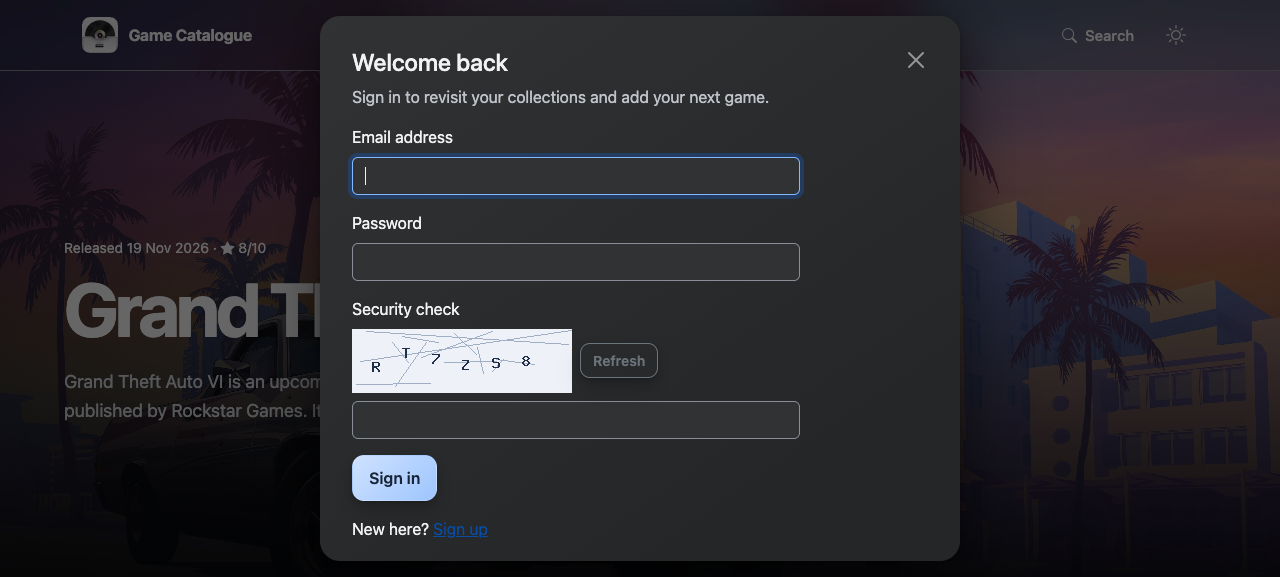 Game Catalogue
Search
Welcome back
Sign in to revisit your collections and add your next game.
Email address
Password
Released 19 Nov 2026 · ★ 8/10
Grand T
Security check
R T 7 Z S 8
Refresh
Grand Theft Auto VI is an upcom
published by Rockstar Games. It
Sign in
New here? Sign up